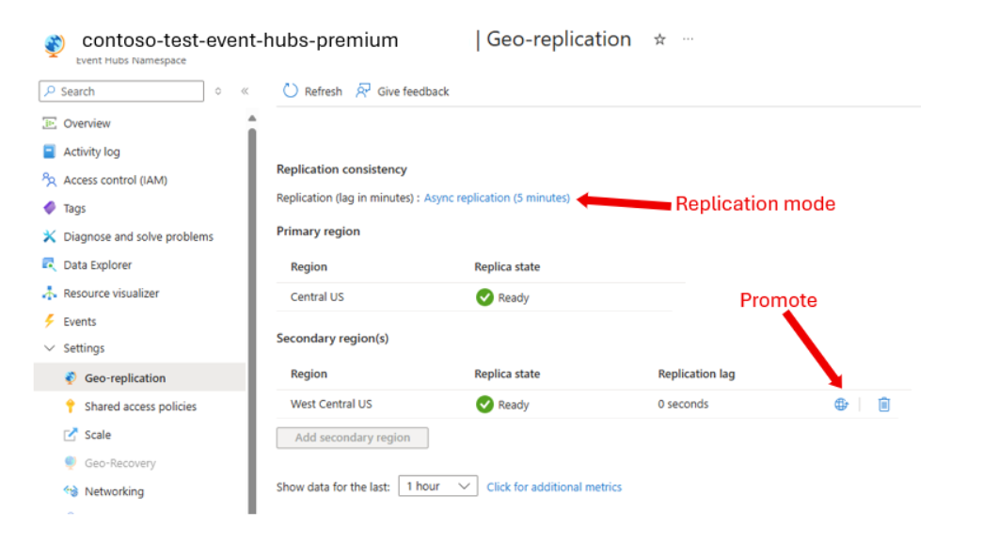 contoso-test-event-hubs-premium | Geo-replication
Event Hubs Namespace
Search
Refresh Give feedback
Overview
Activity log
Access control (IAM)
Tags
Diagnose and solve problems
Data Explorer
Resource visualizer
Events
Settings
Geo-replication
Shared access policies
Scale
Geo-Recovery
Networking
Replication consistency
Replication (lag in minutes) : Async replication (5 minutes)
Replication mode
Primary region
Region Replica state
Central US Ready
Promote
Secondary region(s)
Region Replica state Replication lag
West Central US Ready 0 seconds
Add secondary region
Show data for the last: 1 hour Click for additional metrics